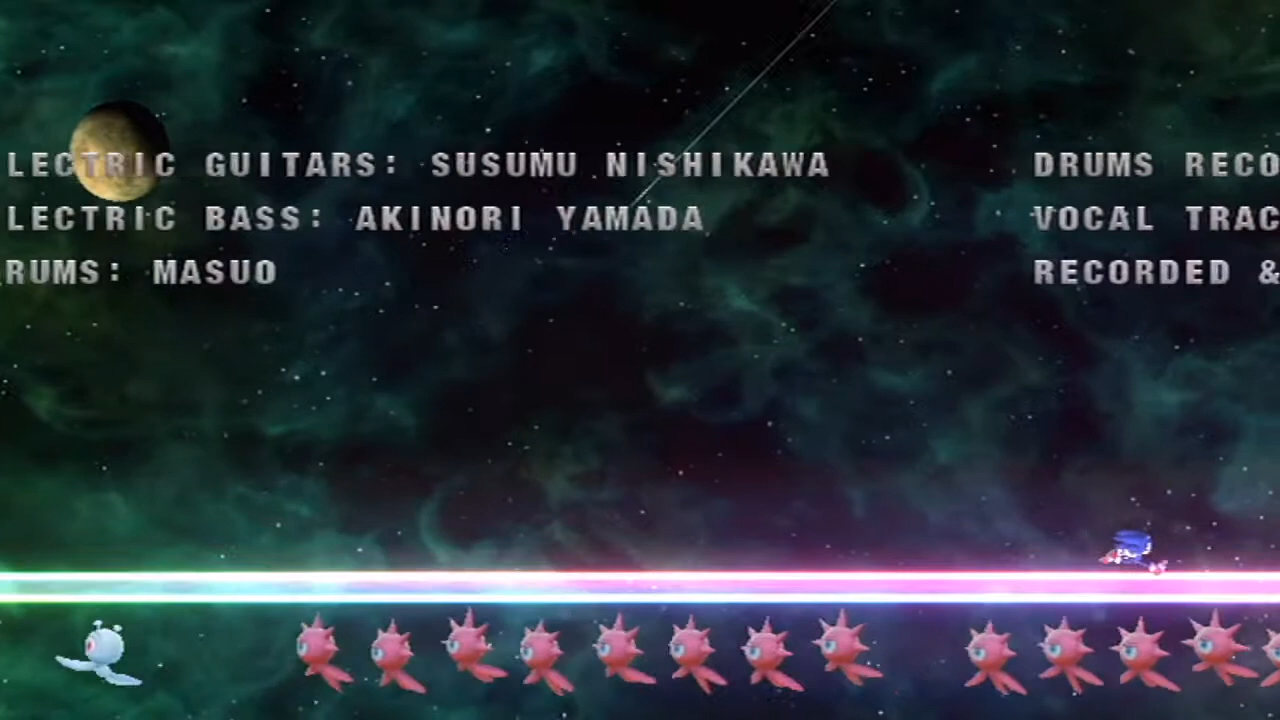 LECTRIC GUITARS: SUSUMU NISHIKAWA
LECTRIC BASS: AKINORI YAMADA
RUMS: MASUO
DRUMS RECO
VOCAL TRAC
RECORDED &